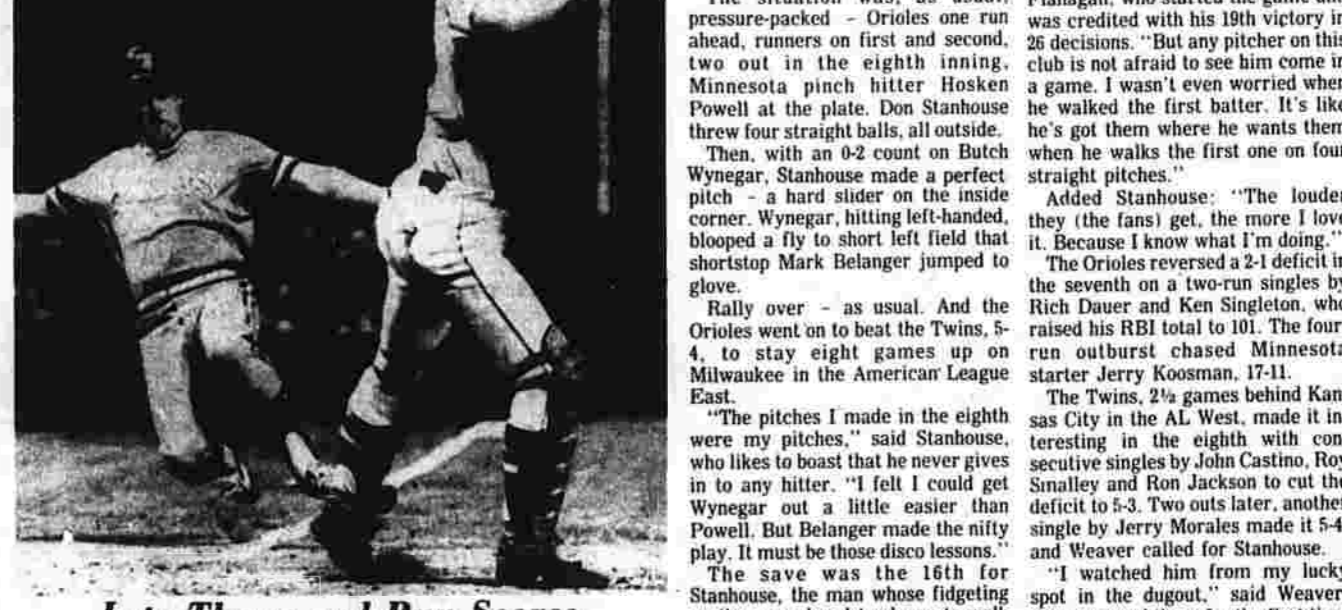 pressure-packed - Orioles one run
ahead, runners on first and second,
two out in the eighth inning,
Minnesota pinch hitter Hosken
Powell at the plate. Don Stanhouse
threw four straight balls, all outside.
Then, with an 0-2 count on Butch
Wynegar, Stanhouse made a perfect
pitch - a hard slider on the inside
corner. Wynegar, hitting left-handed,
blooped a fly to short left field that
shortstop Mark Belanger jumped to
glove.
Rally over - as usual. And the
Orioles went on to beat the Twins, 5-
4, to stay eight games up on
Milwaukee in the American League
East.
"The pitches I made in the eighth
were my pitches," said Stanhouse,
who likes to boast that he never gives
in to any hitter. "I felt I could get
Wynegar out a little easier than
Powell. But Belanger made the nifty
play. It must be those disco lessons."
The save was the 16th for
Stanhouse, the man whose fidgeting
was credited with his 19th victory in
26 decisions. "But any pitcher on this
club is not afraid to see him come in
a game. I wasn't even worried when
he walked the first batter. It's like
he's got them where he wants them
when he walks the first one on four
straight pitches."
Added Stanhouse: "The louder
they (the fans) get, the more I love
it. Because I know what I'm doing."
The Orioles reversed a 2-1 deficit in
the seventh on a two-run singles by
Rich Dauer and Ken Singleton, who
raised his RBI total to 101. The four-
run outburst chased Minnesota
starter Jerry Koosman, 17-11.
The Twins, 2½ games behind Kan-
sas City in the AL West, made it in-
teresting in the eighth with con-
secutive singles by John Castino, Roy
Smalley and Ron Jackson to cut the
deficit to 5-3. Two outs later, another
single by Jerry Morales made it 5-4
and Weaver called for Stanhouse.
"I watched him from my lucky
spot in the dugout," said Weaver,